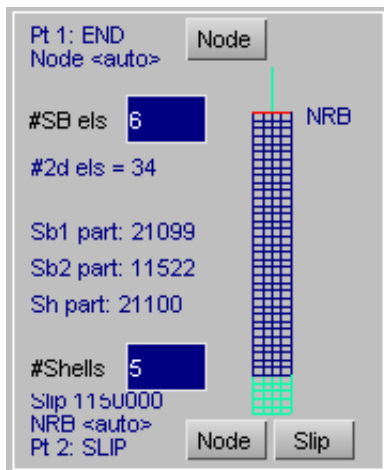 Pt 1: END
Node
Node <auto>
#SB els 6
NRB
#2d els = 34
Sb1 part: 21099
Sb2 part: 11522
Sh part: 21100
#Shells 5
Slip 1150000
NRB <auto>
Pt 2: SLIP
Node
Slip